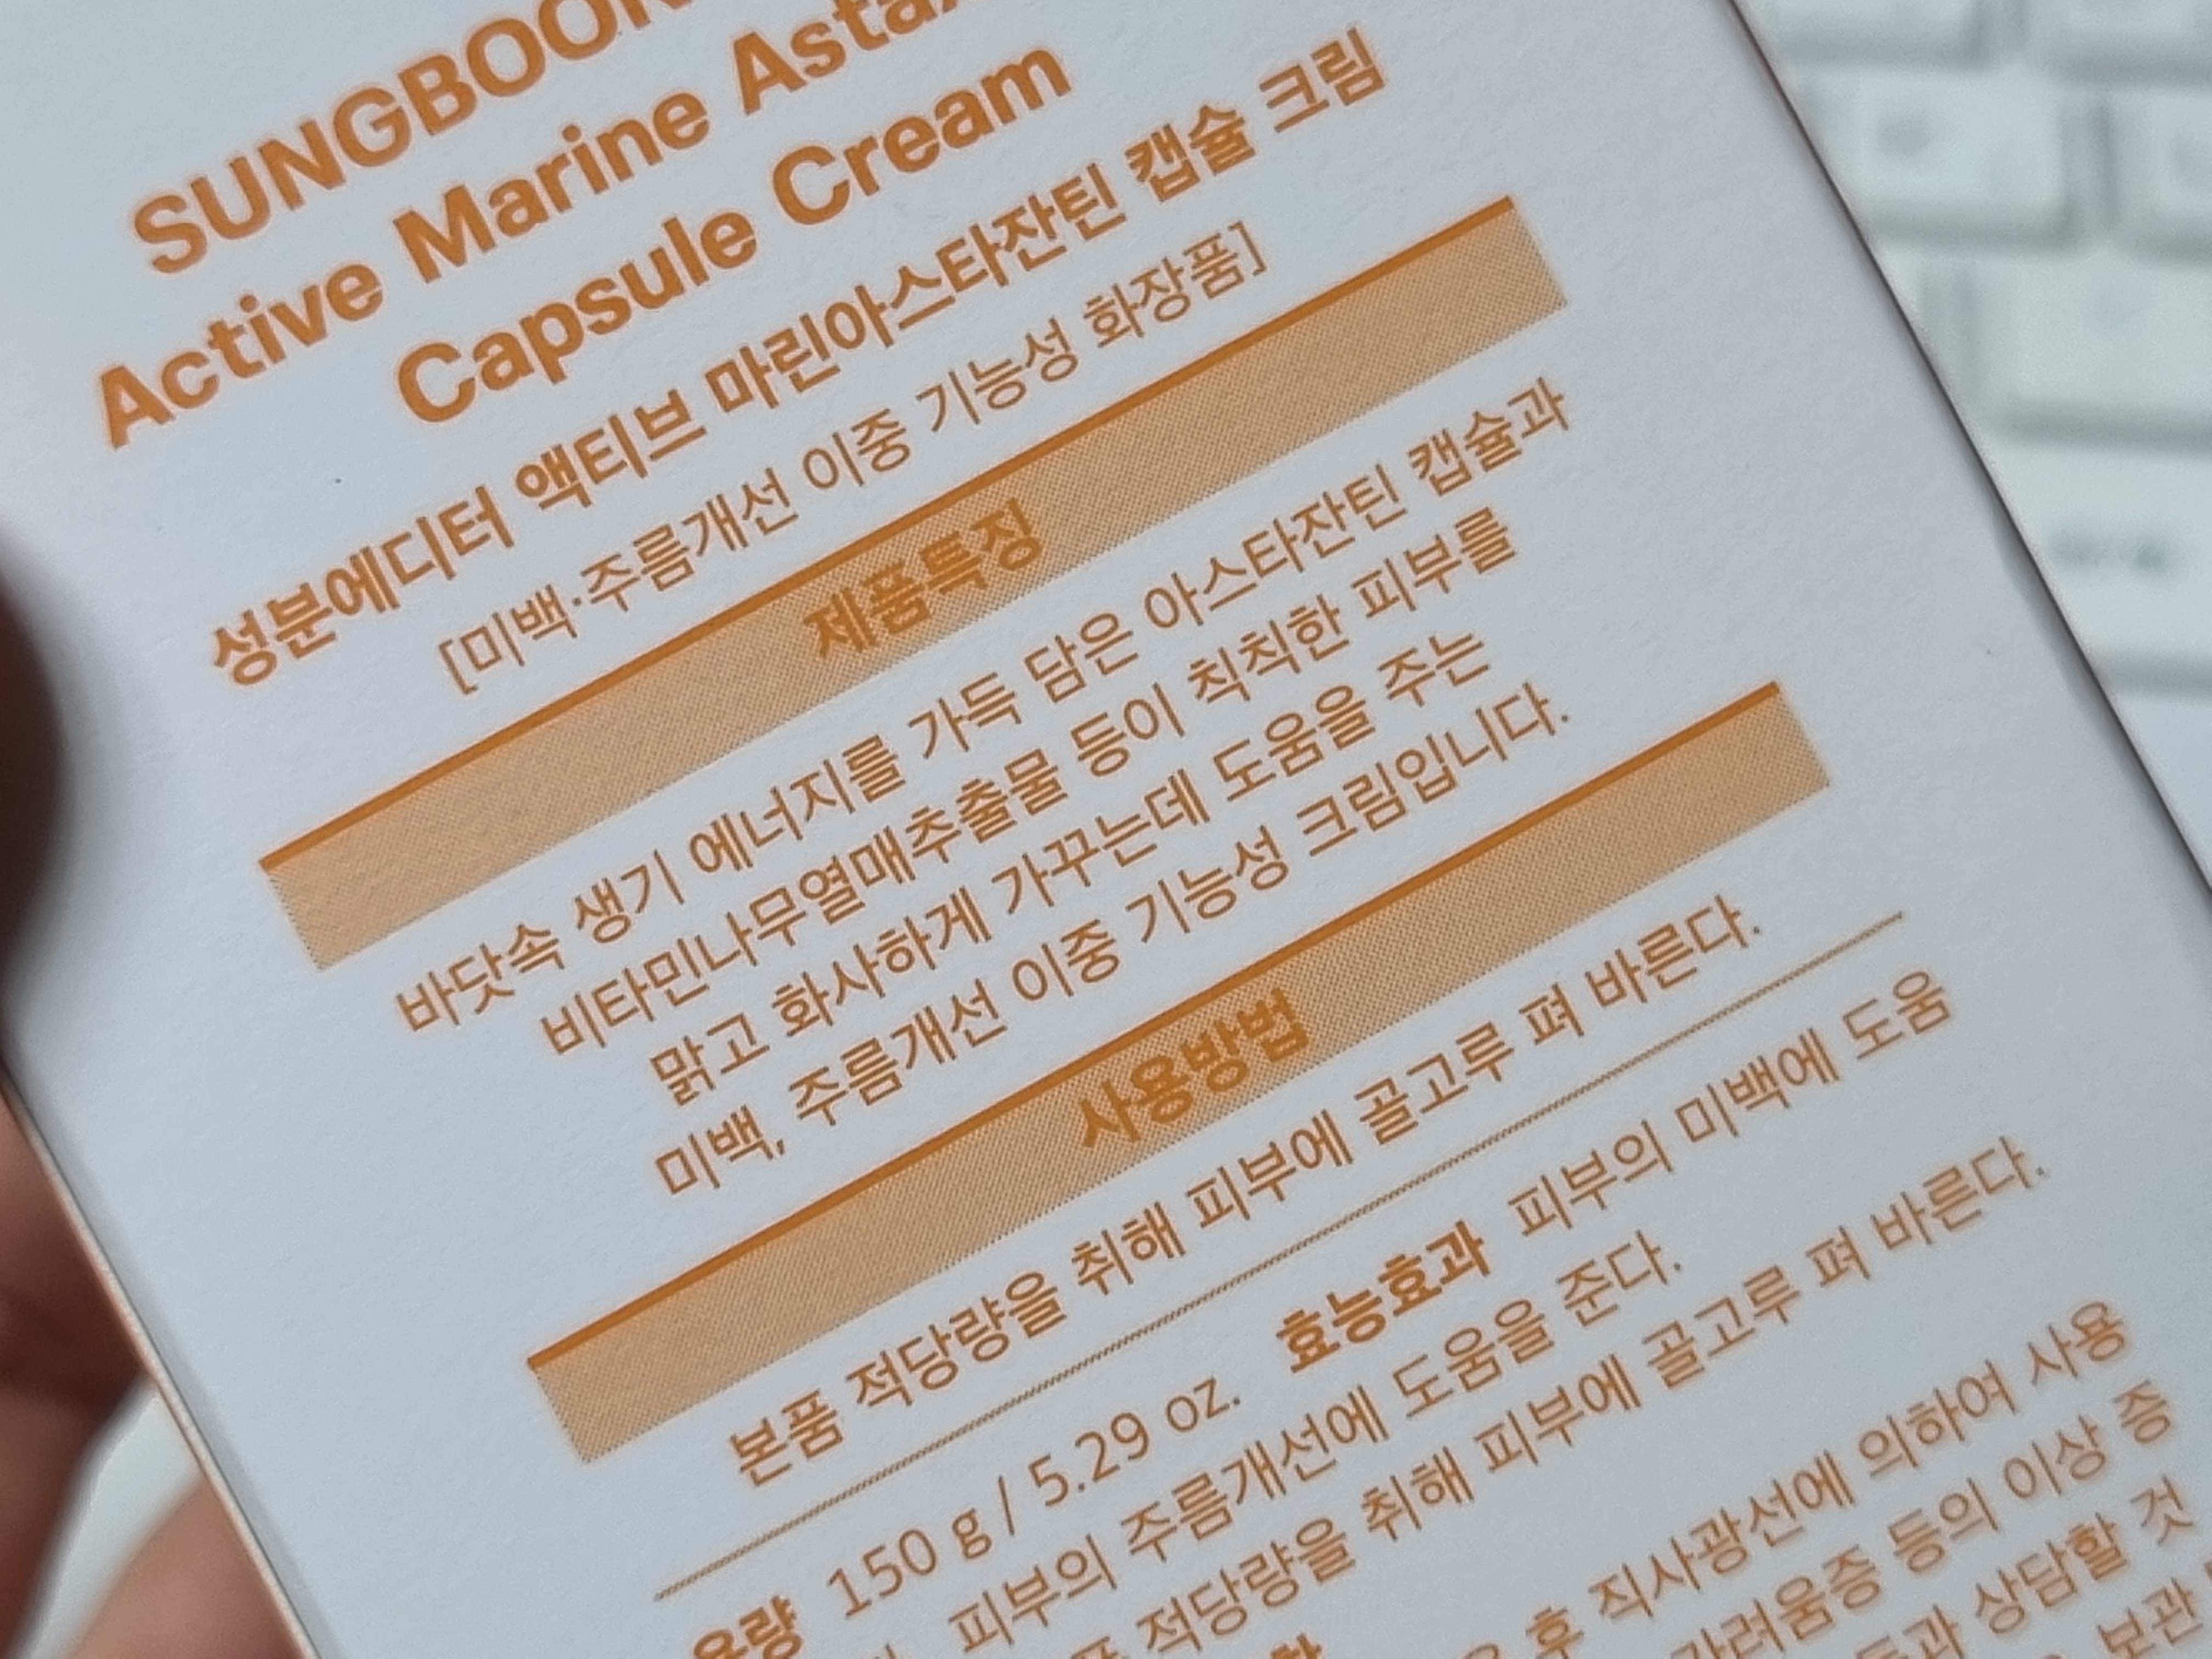 SUNGBOON
Active Marine Asta
Capsule Cream
성분에디터 액티브 마린아스타잔틴 캡슐 크림
[미백·주름개선 이중 기능성 화장품]
제품특징
바닷속 생기 에너지를 가득 담은 아스타잔틴 캡슐과
비타민나무열매추출물 등이 칙칙한 피부를
맑고 화사하게 가꾸는데 도움을 주는
미백, 주름개선 이중 기능성 크림입니다.
사용방법
본품 적당량을 취해 피부에 골고루 펴 바른다.
용량 150 g / 5.29 oz. 효능효과 피부의 미백에 도움
피부의 주름개선에 도움을 준다.
적당량을 취해 피부에 골고루 펴 바른다.
후 직사광선에 의하여 사용
가려움증 등의 이상 증
상담할 것
보관